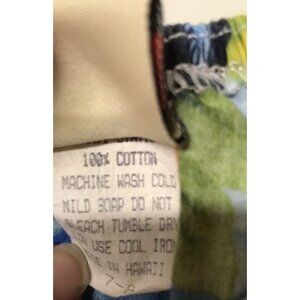 100% COTTON
MACHINE WASH COLD
MILD SOAP DO NOT
BLEACH TUMBLE DRY
USE COOL IRON
IN HAWAII